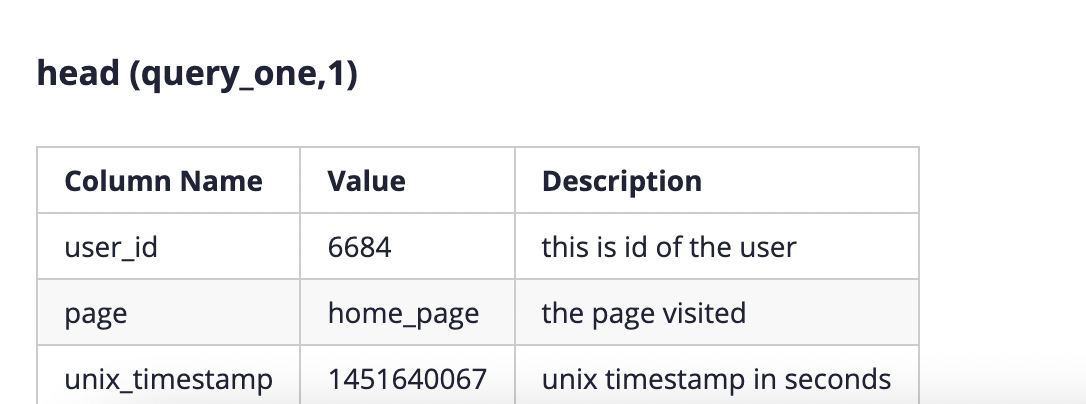 head (query_one,1)
Column Name Value Description
user_id 6684 this is id of the user
page home_page the page visited
unix_timestamp 1451640067 unix timestamp in seconds